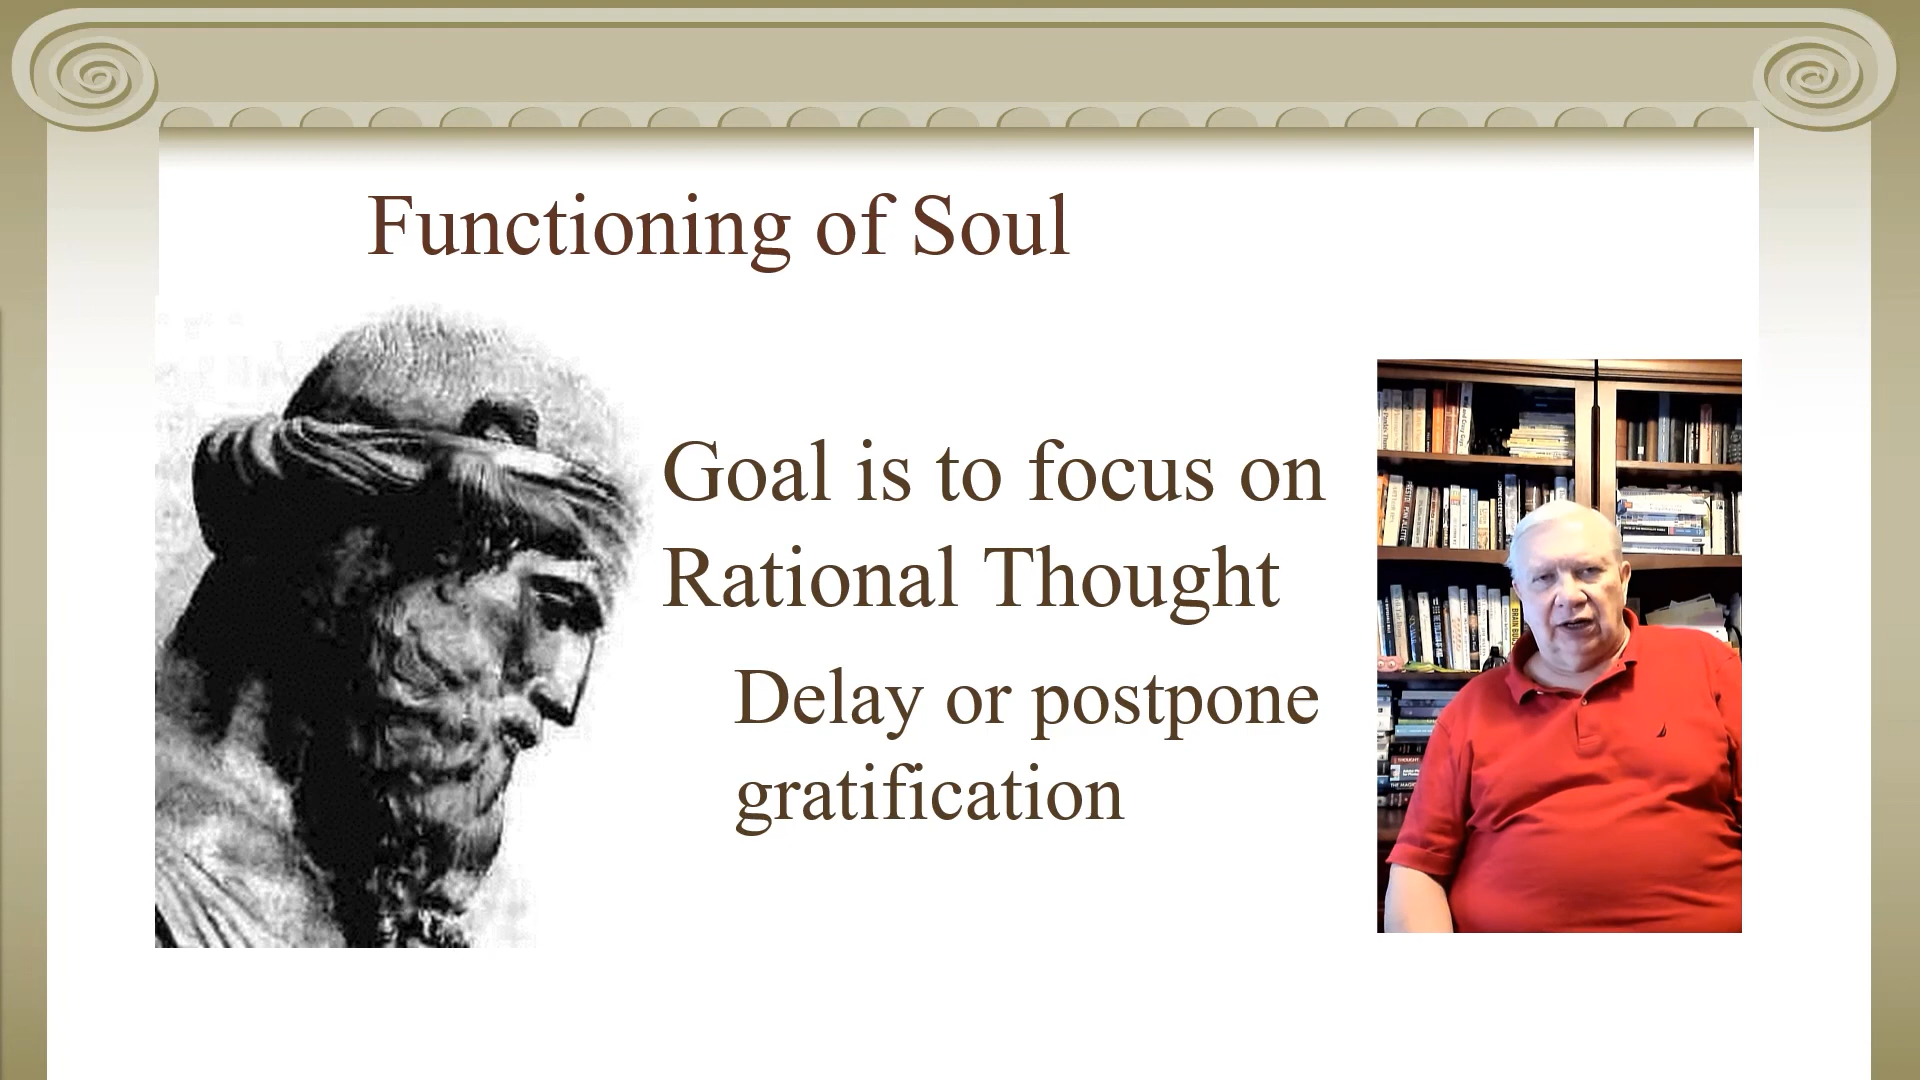 Functioning of Soul
Goal is to focus on
Rational Thought
Delay or postpone
gratification